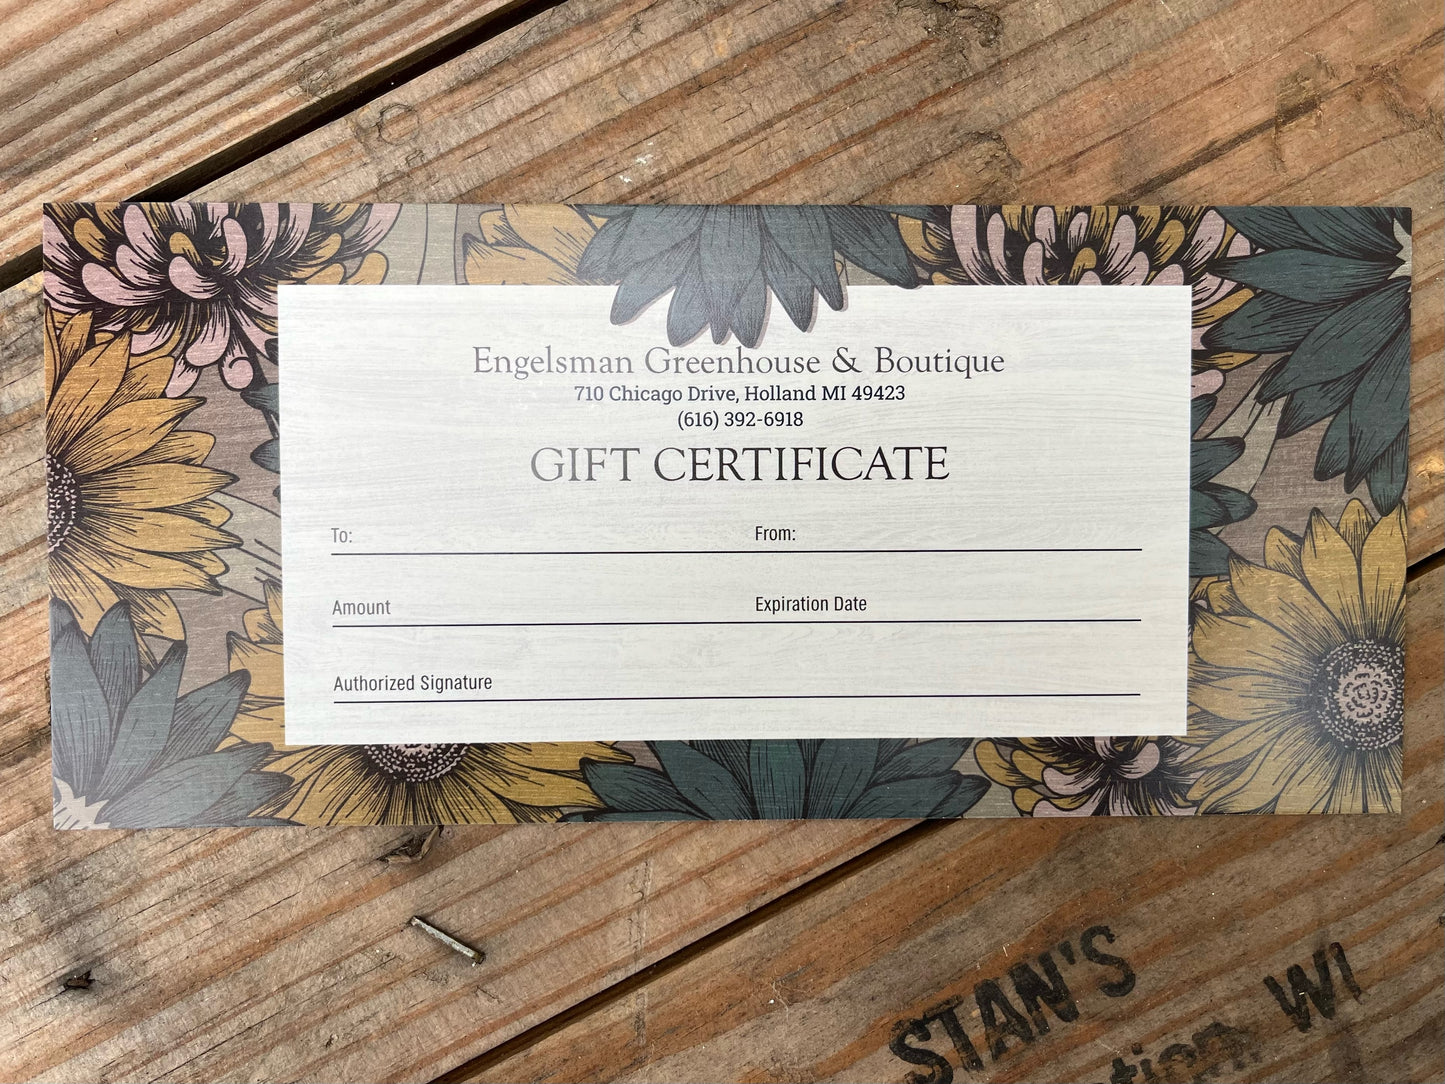 Engelsman Greenhouse & Boutique
710 Chicago Drive, Holland MI 49423
(616) 392-6918
GIFT CERTIFICATE
To: From:
Amount Expiration Date
Authorized Signature
STAN'S
WI